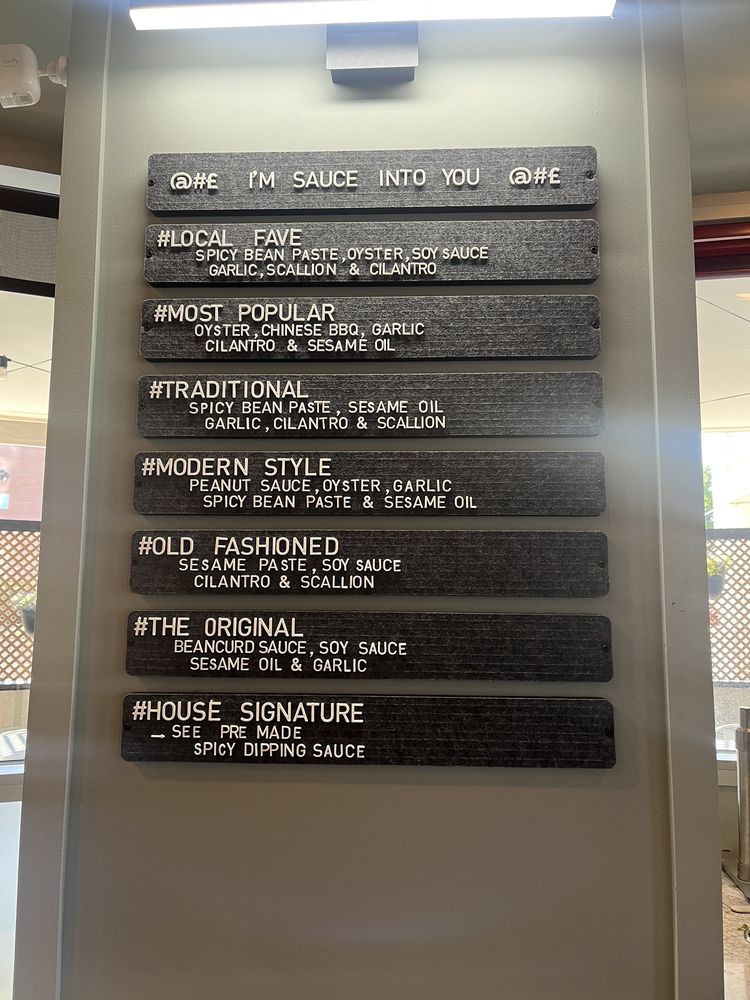 eufy
@#£ I'M SAUCE INTO YOU @#£
#LOCAL FAVE
SPICY BEAN PASTE,OYSTER,SOY SAUCE
GARLIC,SCALLION & CILANTRO
#MOST POPULAR
OYSTER,CHINESE BBQ, GARLIC
CILANTRO & SESAME OIL
#TRADITIONAL
SPICY BEAN PASTE, SESAME OIL
GARLIC,CILANTRO & SCALLION
#MODERN STYLE
PEANUT SAUCE,OYSTER,GARLIC
SPICY BEAN PASTE & SESAME OIL
#OLD FASHIONED
SESAME PASTE, SOY SAUCE
CILANTRO & SCALLION
#THE ORIGINAL
BEANCURD SAUCE, SOY SAUCE
SESAME OIL & GARLIC
#HOUSE SIGNATURE
→ SEE PRE MADE
SPICY DIPPING SAUCE